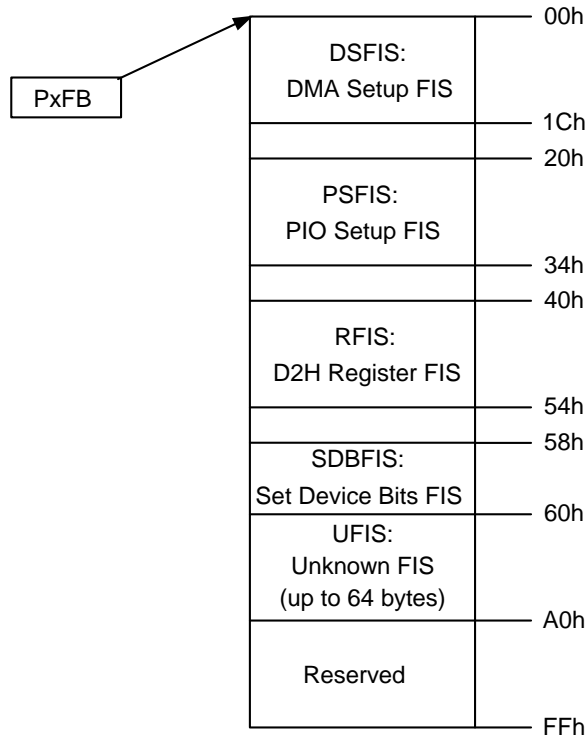 00h
DSFIS:
DMA Setup FIS
PxFB
1Ch
20h
PSFIS:
PIO Setup FIS
34h
40h
RFIS:
D2H Register FIS
54h
58h
SDBFIS:
Set Device Bits FIS
60h
UFIS:
Unknown FIS
(up to 64 bytes)
A0h
Reserved
FFh